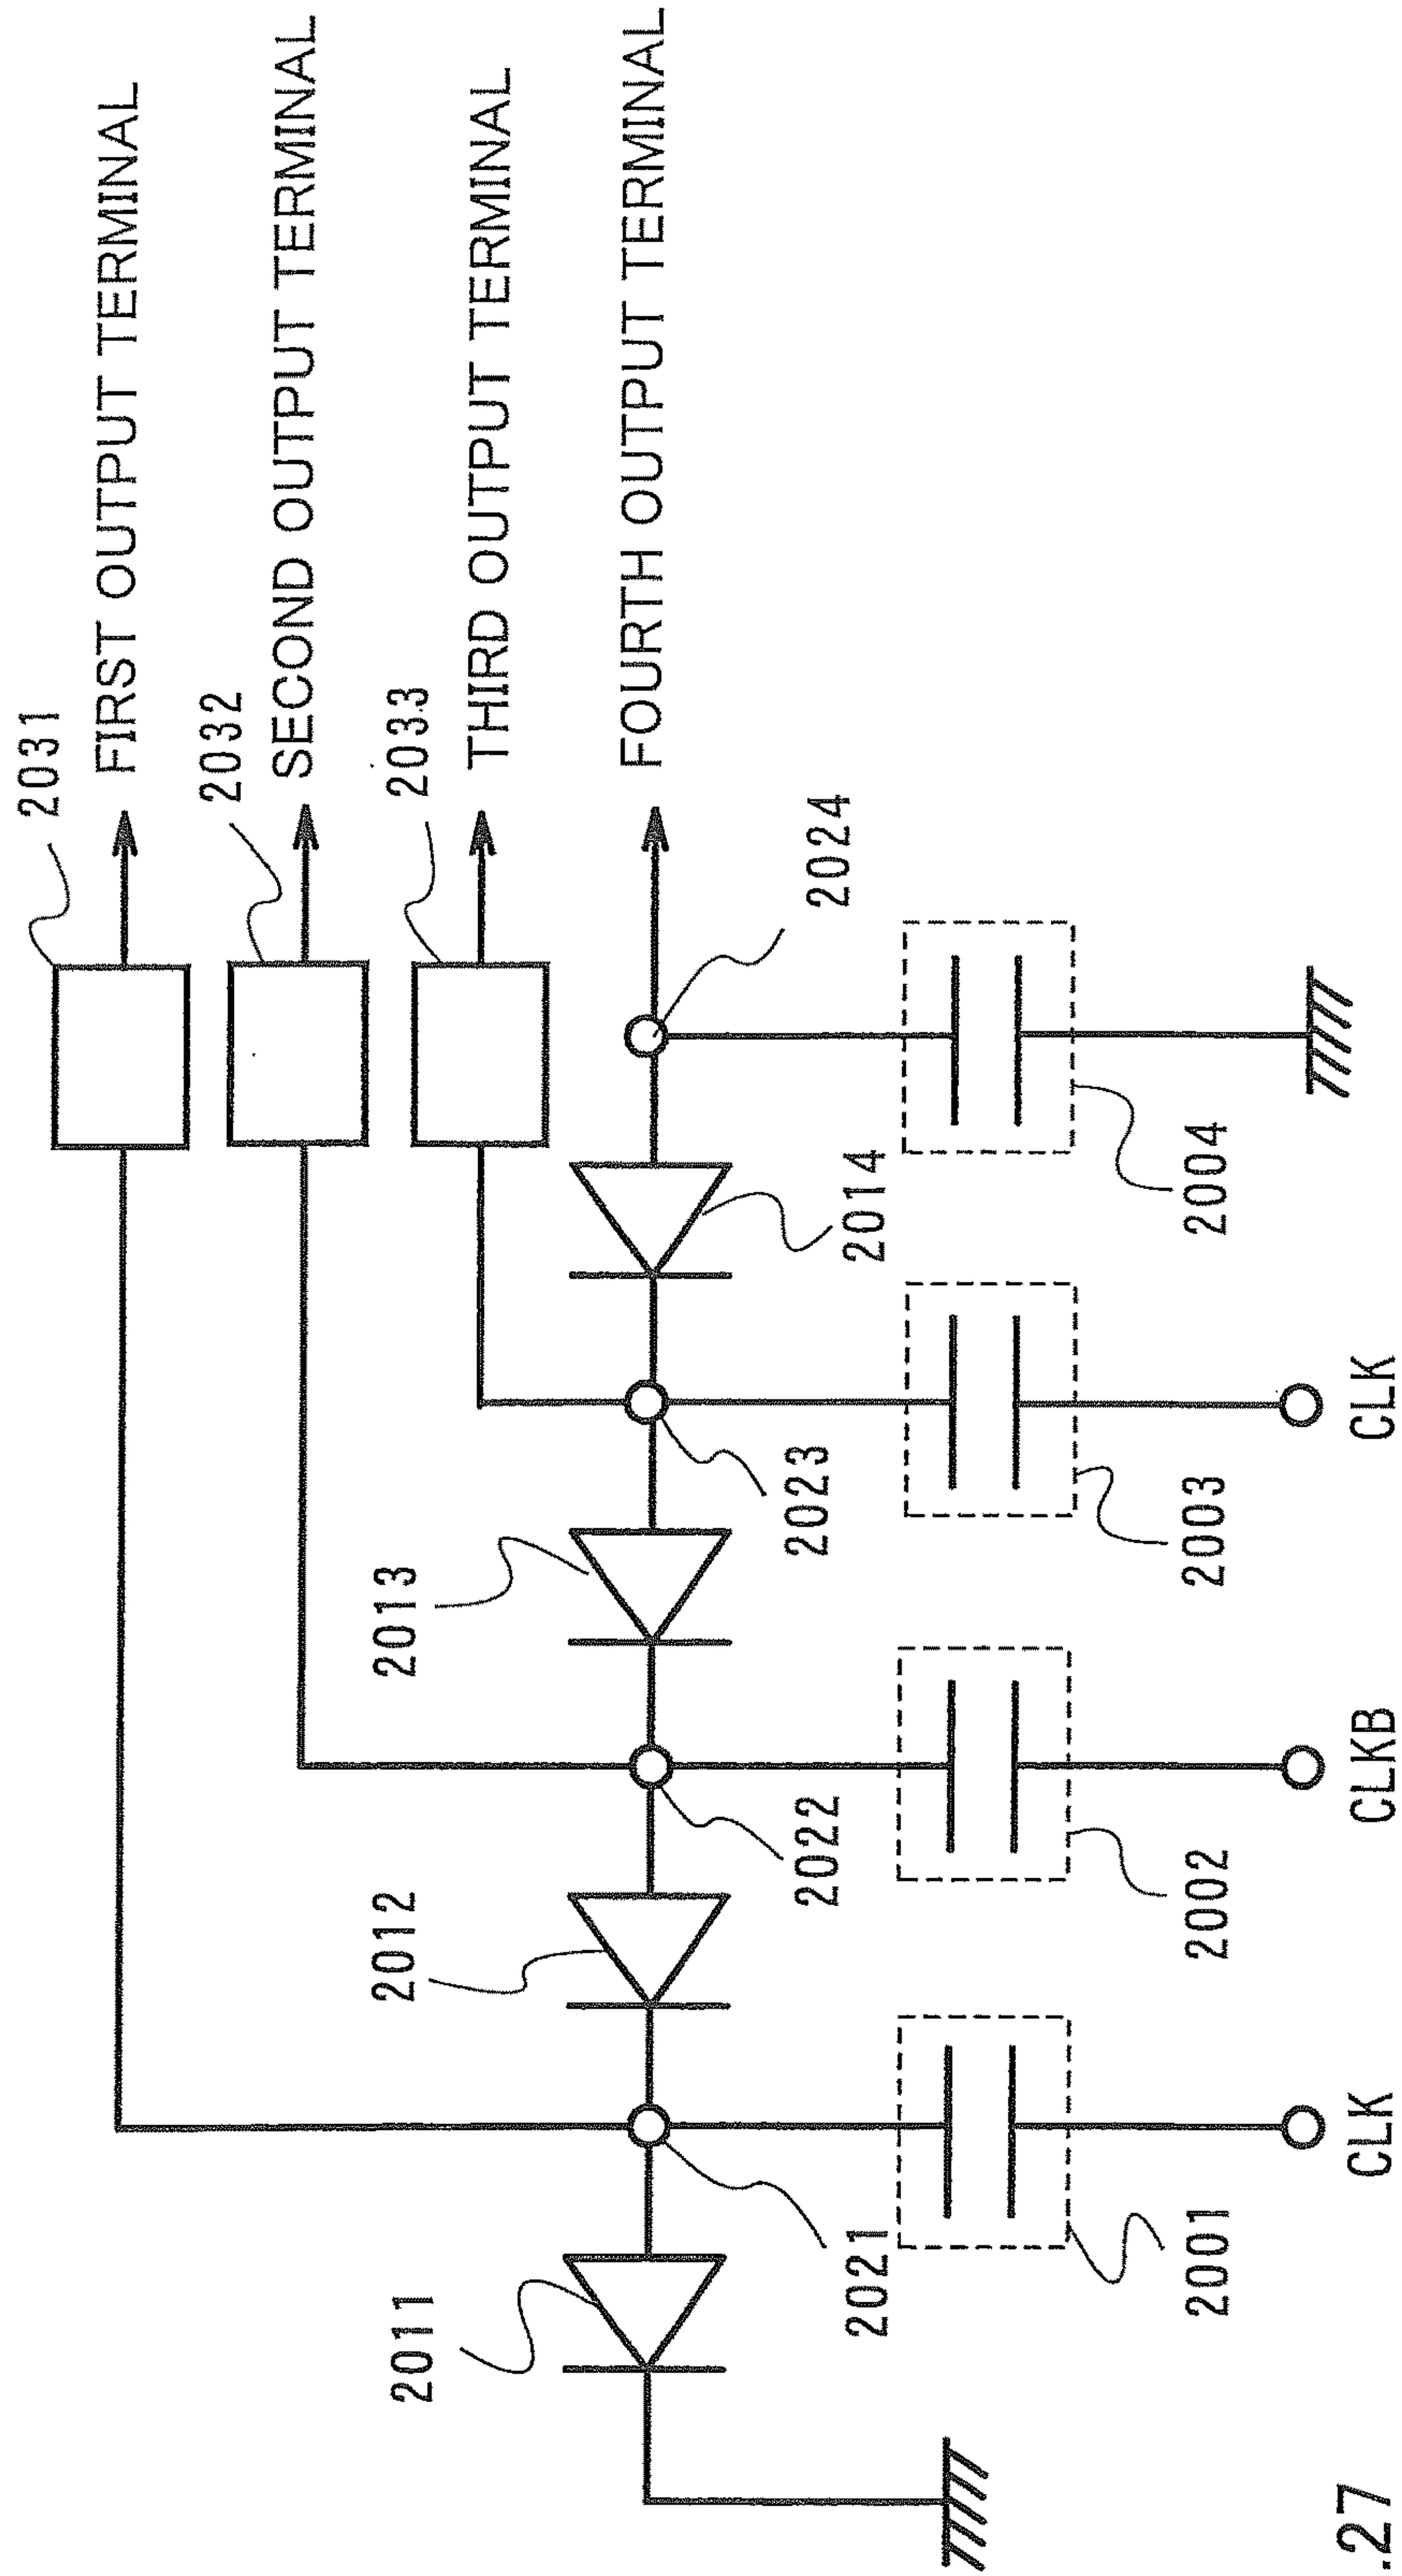 2031
FIRST OUTPUT TERMINAL
2032
SECOND OUTPUT TERMINAL
2033
THIRD OUTPUT TERMINAL
FOURTH OUTPUT TERMINAL
2011
2012
2013
2014
2021
2022
2023
2024
2001
2002
2003
2004
CLK
CLKB
CLK
.27